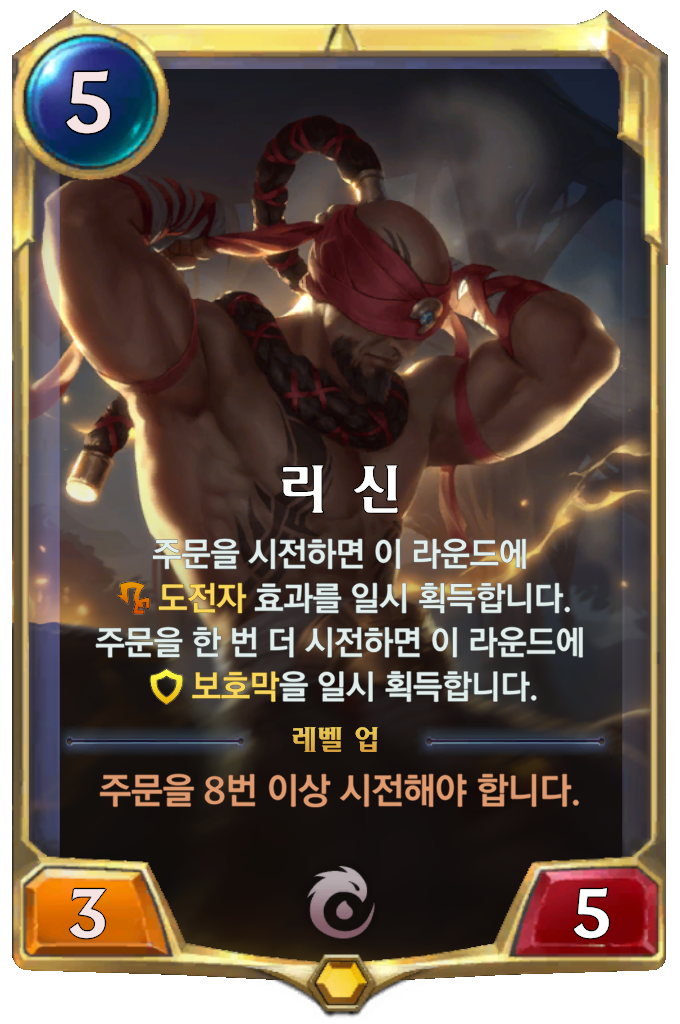 5
리 신
주문을 시전하면 이 라운드에
도전자 효과를 일시 획득합니다.
주문을 한 번 더 시전하면 이 라운드에
보호막을 일시 획득합니다.
레벨 업
주문을 8번 이상 시전해야 합니다.
3
5